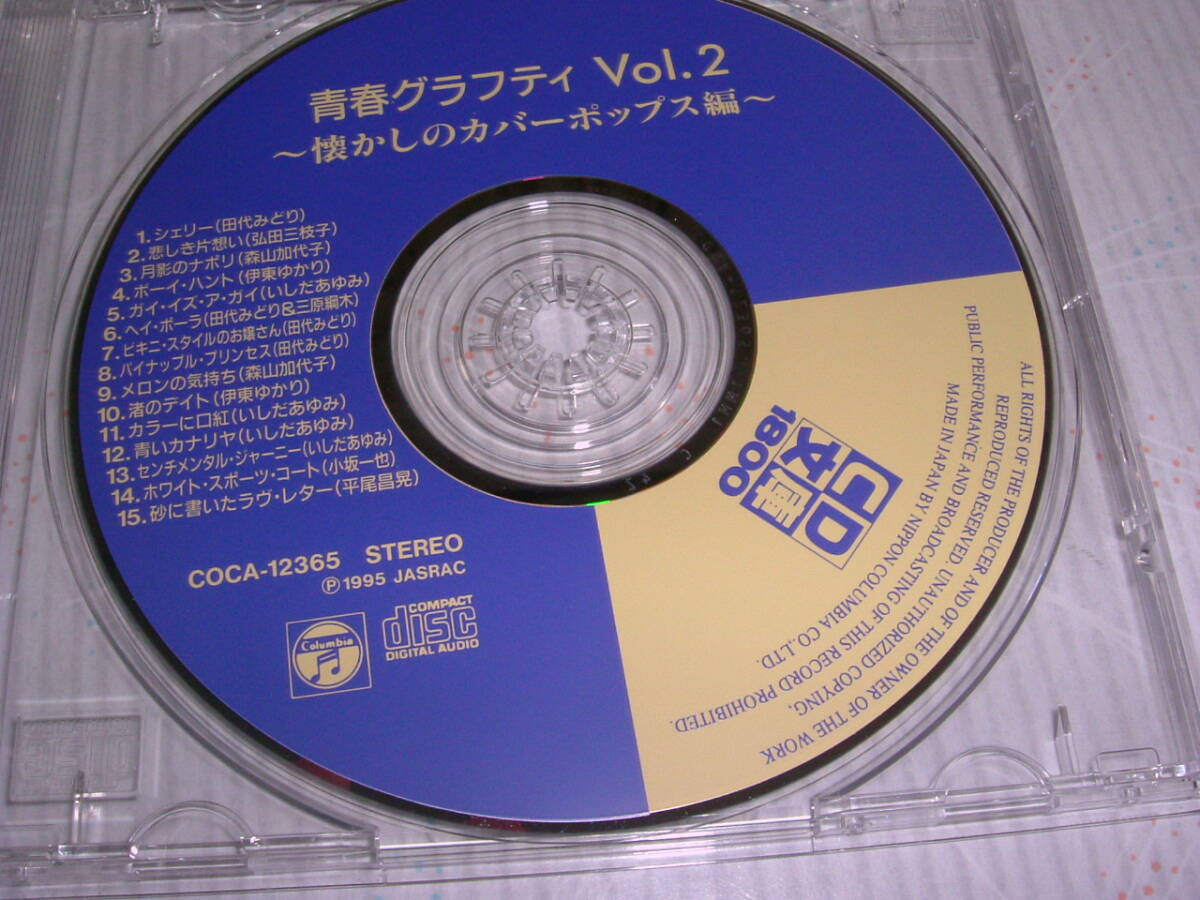 青春グラフティ Vol.2
～懐かしのカバーポップス編～
1. シェリー(田代みどり)
2. 悲しき片想い(弘田三枝子)
3. 月影のナポリ(森山加代子)
4. ボーイ・ハント(伊東ゆかり)
5. ガイ・イズ・ア・ガイ(いしだあゆみ)
6. ヘイ・ポーラ(田代みどり&三原綱木)
7. ビキニ・スタイルのお嬢さん(田代みどり)
8. パイナップル・プリンセス(田代みどり)
9. メロンの気持ち(森山加代子)
10. 渚のデイト(伊東ゆかり)
11. カラーに口紅(いしだあゆみ)
12. 青いカナリヤ(いしだあゆみ)
13. センチメンタル・ジャーニー(いしだあゆみ)
14. ホワイト・スポーツ・コート(小坂一也)
15. 砂に書いたラヴ・レター(平尾昌晃)
COCA-12365 STEREO
Ⓟ1995 JASRAC
Columbia
COMPACT
disc
DIGITAL AUDIO
CD
文庫
1800
ALL RIGHTS OF THE PRODUCER AND OF THE OWNER OF THE WORK
REPRODUCED RESERVED. UNAUTHORIZED COPYING,
PUBLIC PERFORMANCE AND BROADCASTING OF THIS RECORD PROHIBITED.
MADE IN JAPAN BY NIPPON COLUMBIA CO.,LTD.